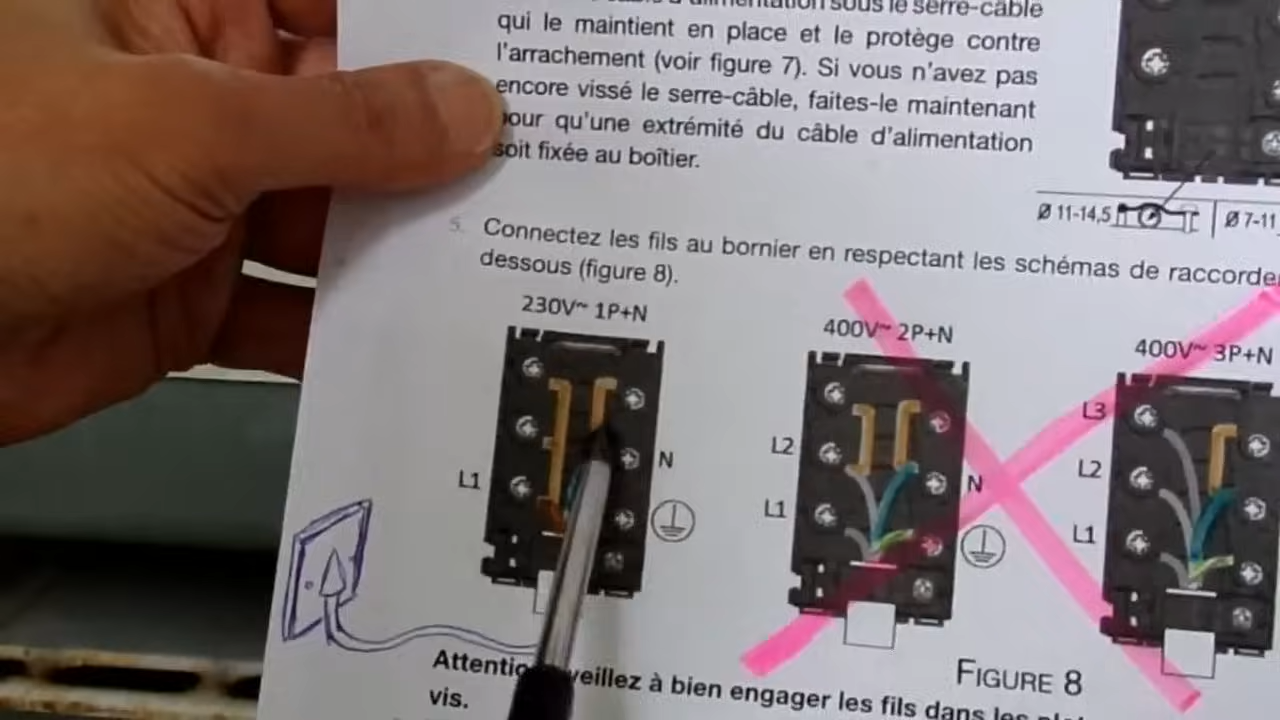 sous le serre-câble
qui le maintient en place et le protège contre
l'arrachement (voir figure 7). Si vous n'avez pas
encore vissé le serre-câble, faites-le maintenant
pour qu'une extrémité du câble d'alimentation
soit fixée au boîtier.
Ø 11-14,5
Ø 7-11
5. Connectez les fils au bornier en respectant les schémas de
dessous (figure 8).
230V~ 1P+N
L1
N
400V~ 2P+N
L2
L1
N
400V~ 3P+N
L3
L2
L1
FIGURE 8
veillez à bien engager les fils dans les
vis.